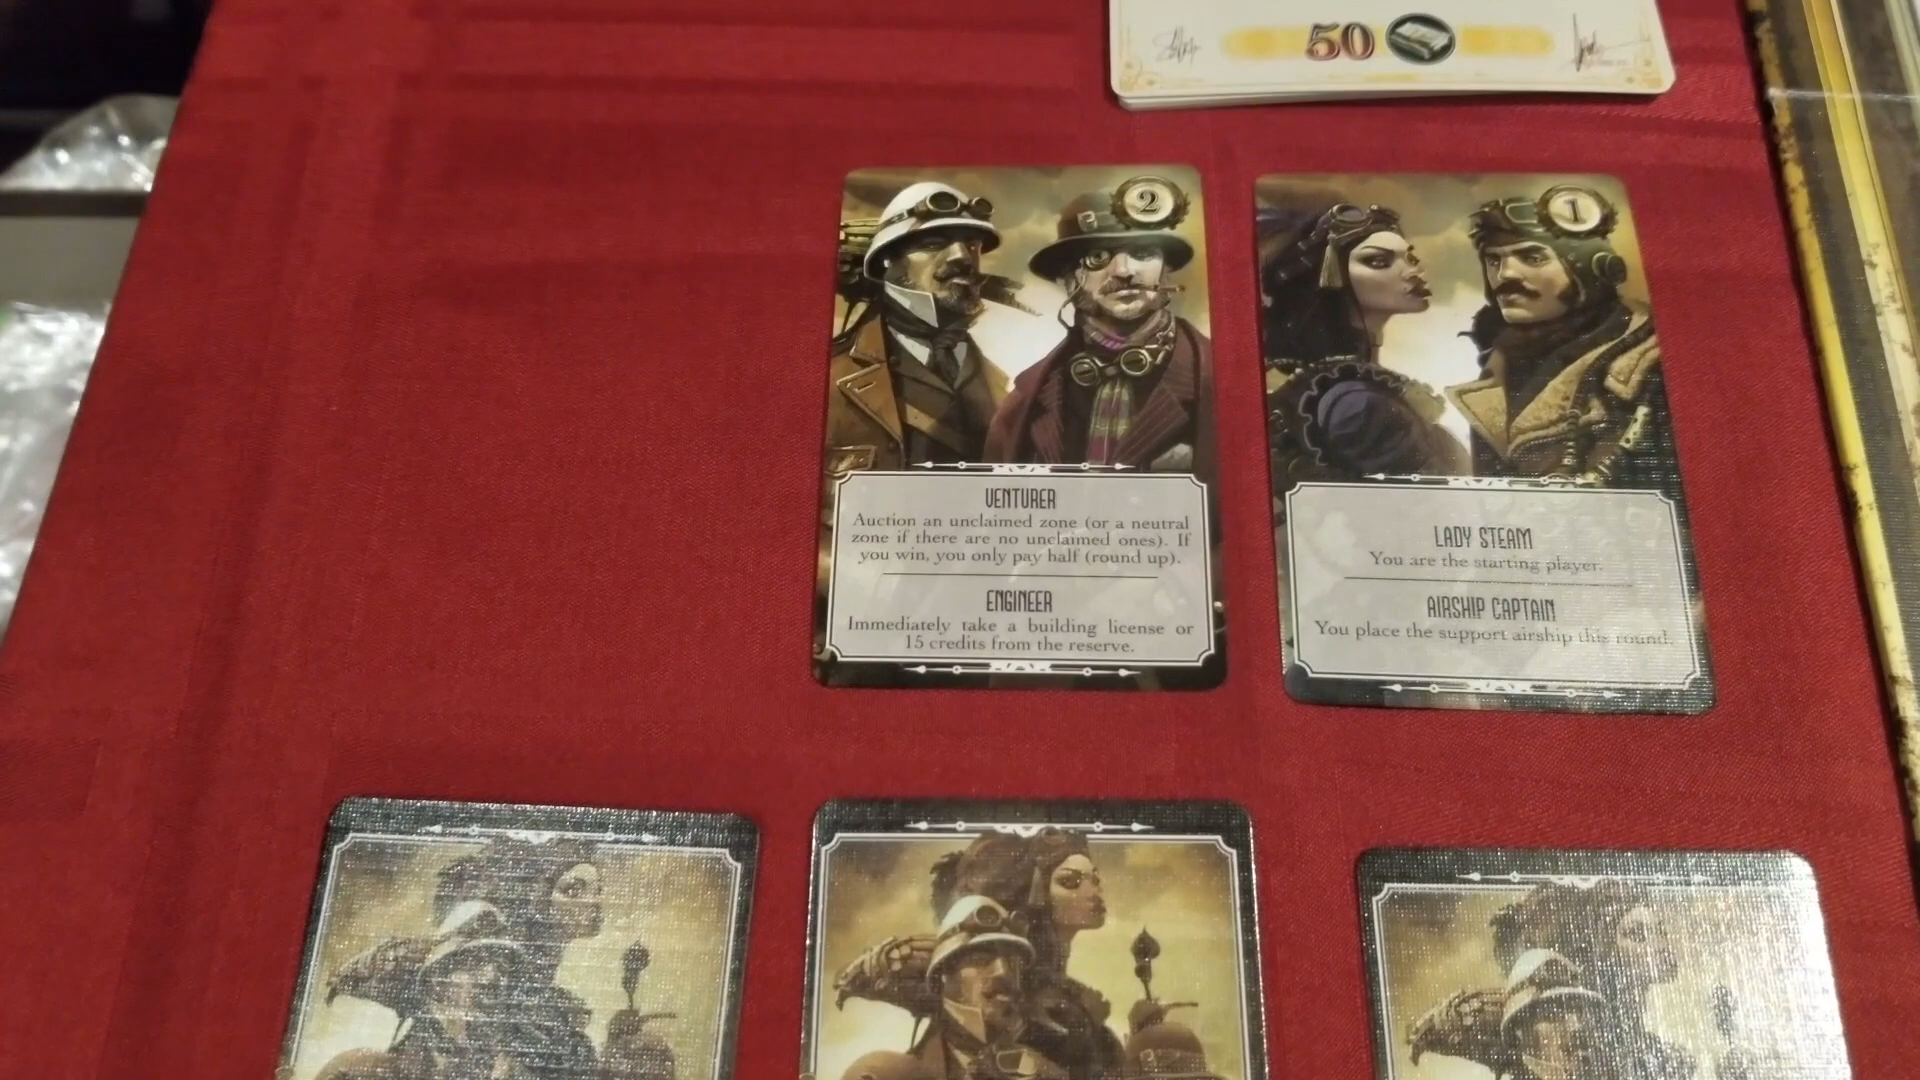 50
2
VENTURER
Auction an unclaimed zone (or a neutral
zone if there are no unclaimed ones). If
you win, you only pay half (round up).
ENGINEER
Immediately take a building license or
15 credits from the reserve.
1
LADY STEAM
You are the starting player.
AIRSHIP CAPTAIN
You place the support airship this round.